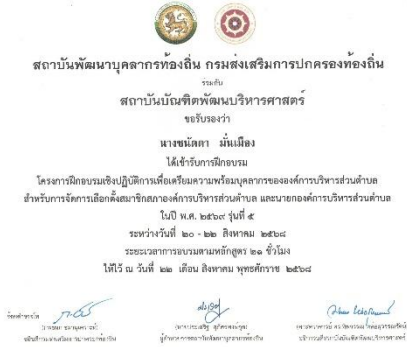 สถาบันพัฒนาบุคลากรท้องถิ่น กรมส่งเสริมการปกครองท้องถิ่น
ร่วมกับ
สถาบันบัณฑิตพัฒนบริหารศาสตร์
ขอรับรองว่า
นางชนัดดา มั่นเมือง
ได้เข้ารับการฝึกอบรม
โครงการฝึกอบรมเชิงปฏิบัติการเพื่อเตรียมความพร้อมบุคลากรขององค์การบริหารส่วนตำบล
สำหรับการจัดการเลือกตั้งสมาชิกสภาองค์การบริหารส่วนตำบล และนายกองค์การบริหารส่วนตำบล
ในปี พ.ศ. ๒๕๖๙ รุ่นที่ ๕
ระหว่างวันที่ ๒๐ - ๒๒ สิงหาคม ๒๕๖๘
ระยะเวลาการอบรมตามหลักสูตร ๒๑ ชั่วโมง
ให้ไว้ ณ วันที่ ๒๒ เดือน สิงหาคม พุทธศักราช ๒๕๖๘